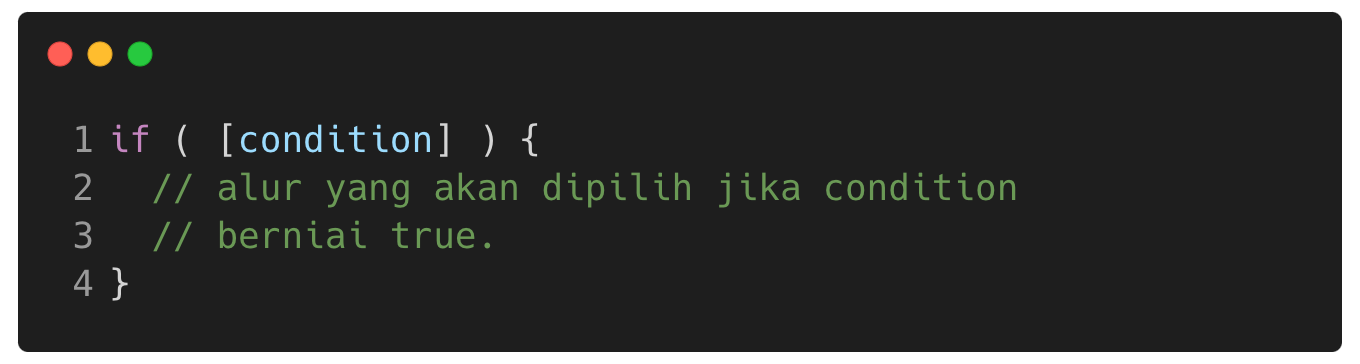 1 if ( [condition] ) {
2   // alur yang akan dipilih jika condition
3   // berniai true.
4 }